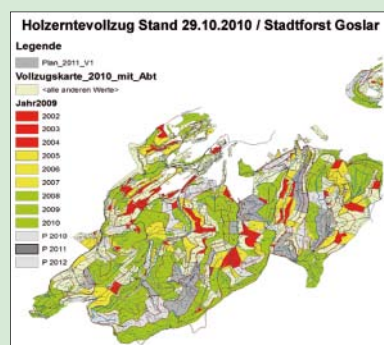 Holzerntevollzug Stand 29.10.2010 / Stadtforst Goslar
Legende
Plan_2011_V1
Vollzugskarte_2010_mit_Abt
<alle anderen Werte>
Jahr2009
2002
2003
2004
2005
2006
2007
2008
2009
2010
P 2010
P 2011
P 2012